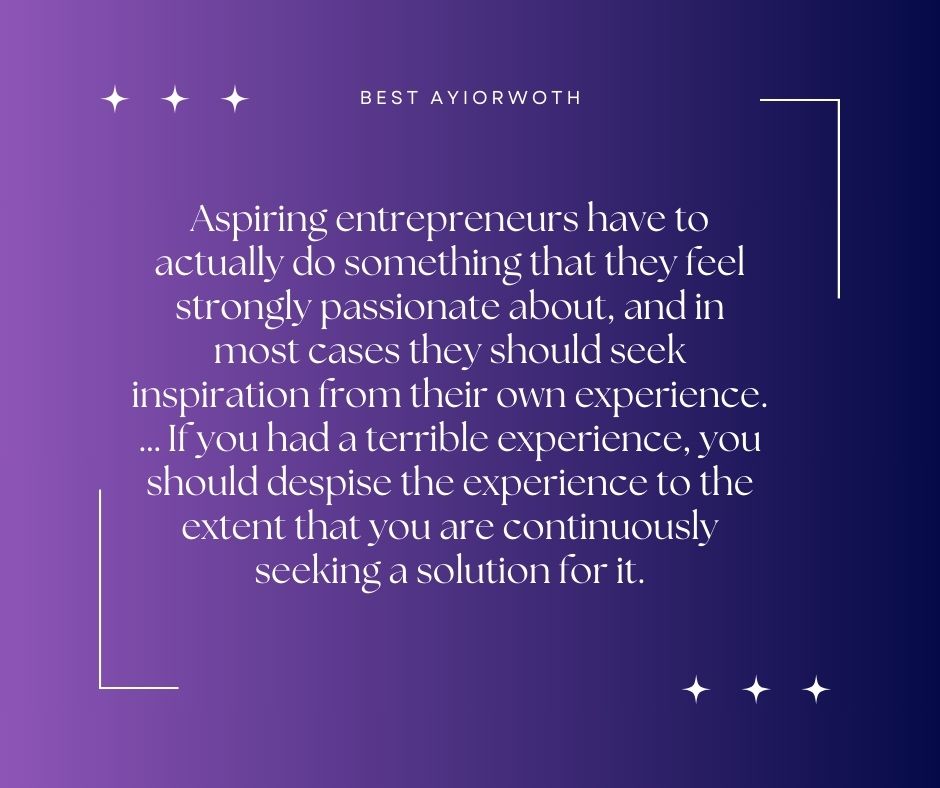 BEST AYIORWOTH
Aspiring entrepreneurs have to
actually do something that they feel
strongly passionate about, and in
most cases they should seek
inspiration from their own experience.
... If you had a terrible experience, you
should despise the experience to the
extent that you are continuously
seeking a solution for it.